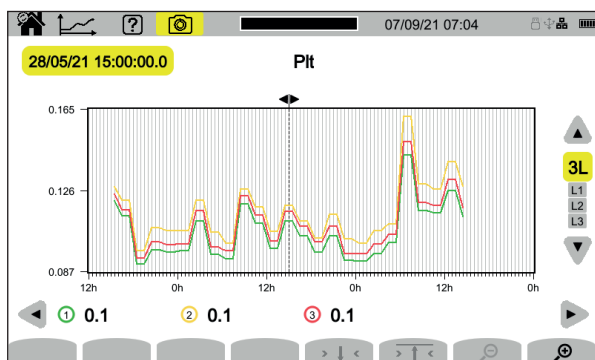 ? 07/09/21 07:04
28/05/21 15:00:00.0 Plt
0.165
0.126
0.087
12h 0h 12h 0h 12h 0h
3L
L1
L2
L3
1 0.1 2 0.1 3 0.1